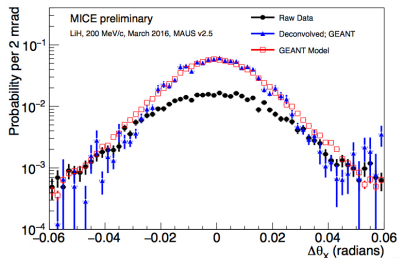 MICE preliminary
LiH, 200 MeV/c, March 2016, MAUS v2.5
Raw Data
Deconvolved; GEANT
GEANT Model
Probability per 2 mrad
10⁻¹
10⁻²
10⁻³
10⁻⁴
−0.06 −0.04 −0.02 0 0.02 0.04 0.06
Δθₓ (radians)